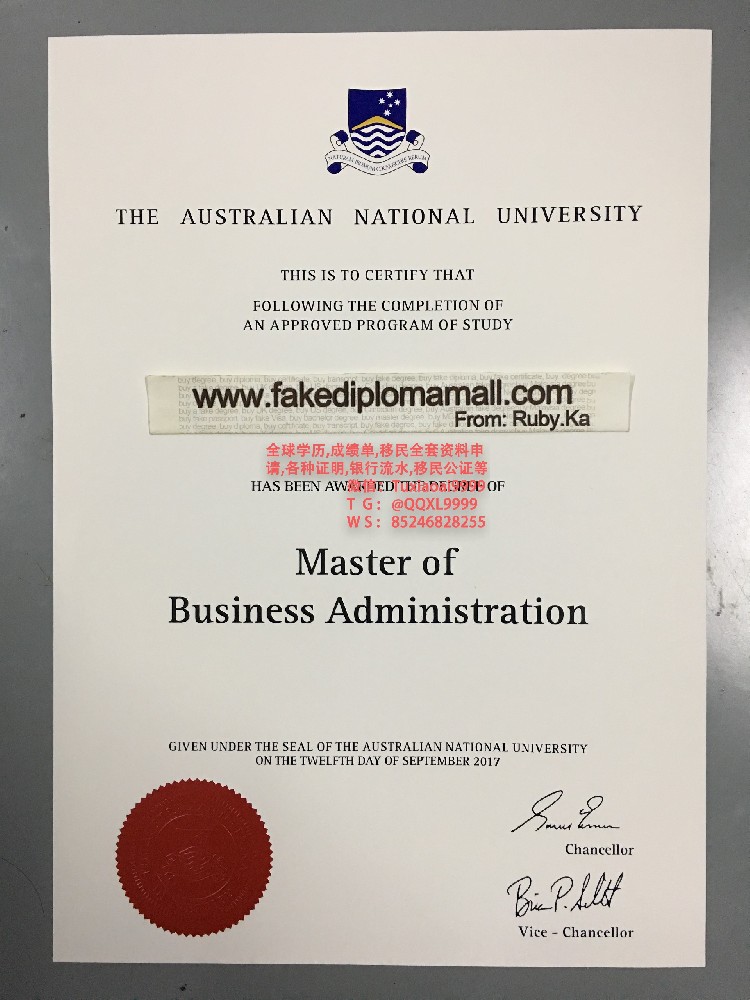 THE AUSTRALIAN NATIONAL UNIVERSITY
THIS IS TO CERTIFY THAT
FOLLOWING THE COMPLETION OF
AN APPROVED PROGRAM OF STUDY
www.fakediplomamall.com
From: Ruby.Ka
全球学历,成绩单,移民全套资料申
请,各种证明,银行流水,移民公证等
HAS BEEN AWARDED THE DEGREE OF
TG: @QQXL9999
WS: 85246828255
Master of
Business Administration
GIVEN UNDER THE SEAL OF THE AUSTRALIAN NATIONAL UNIVERSITY
ON THE TWELFTH DAY OF SEPTEMBER 2017
Chancellor
Vice - Chancellor